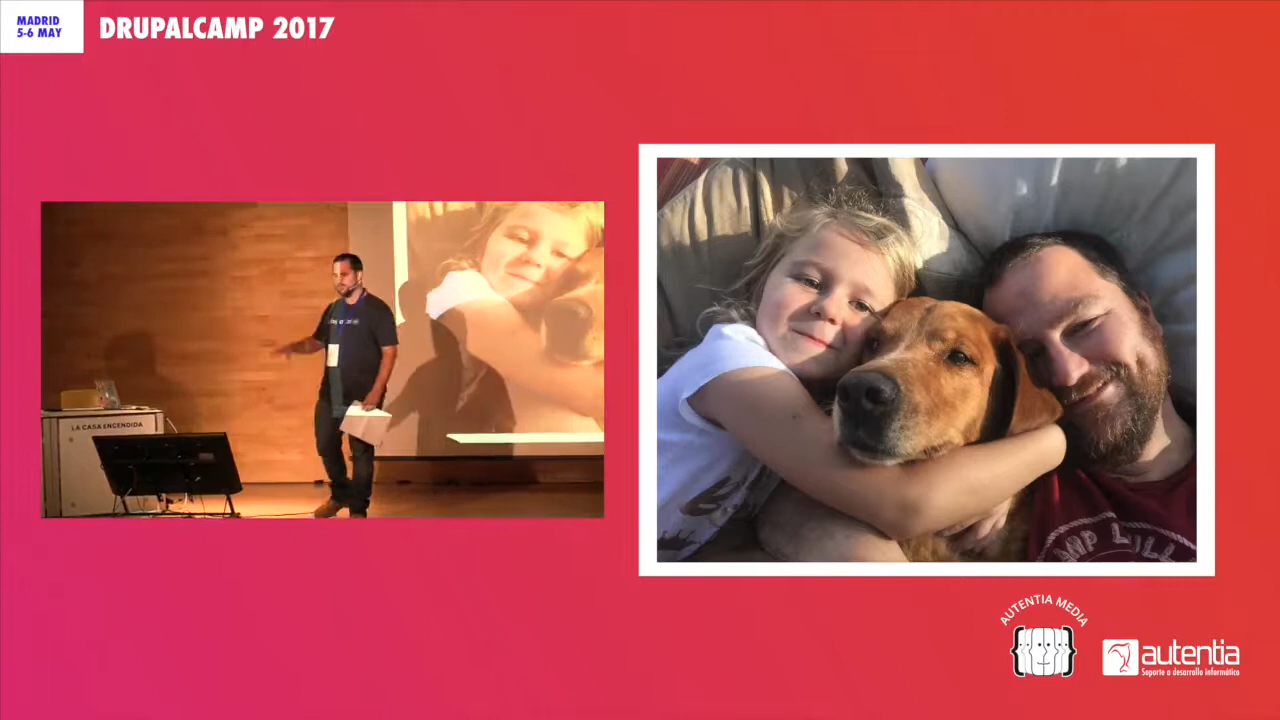 MADRID
5-6 MAY
DRUPALCAMP 2017
LA CASA ENCENDIDA
AUTENTIA MEDIA
autentia
Soporte a desarrollo informático